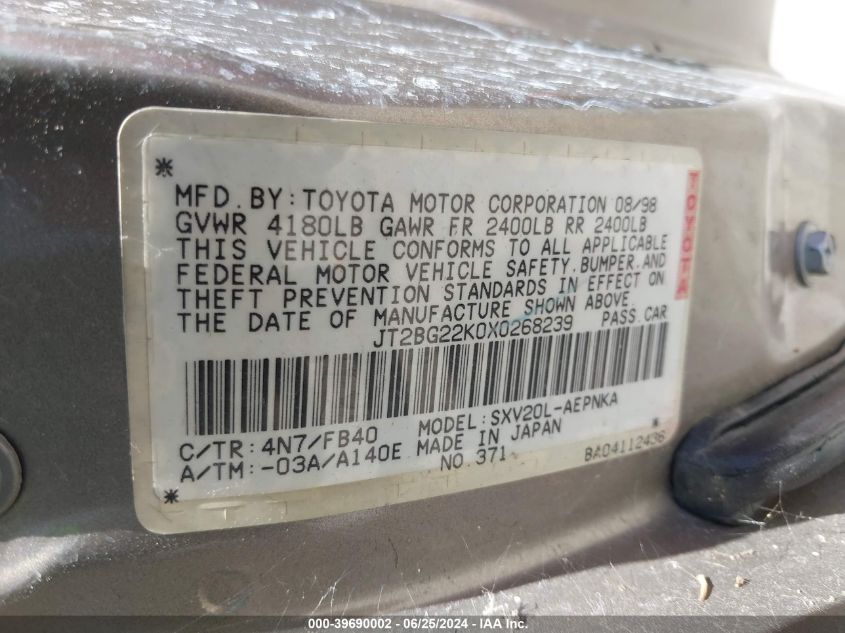 MFD. BY: TOYOTA MOTOR CORPORATION 08/98
GVWR 4180LB GAWR FR 2400LB RR 2400LB
THIS VEHICLE CONFORMS TO ALL APPLICABLE
FEDERAL MOTOR VEHICLE SAFETY, BUMPER, AND
THEFT PREVENTION STANDARDS IN EFFECT ON
THE DATE OF MANUFACTURE SHOWN ABOVE.
JT2BG22K0X0268239 PASS. CAR
TOYOTA
C/TR: 4N7/FB40 MODEL: SXV20L-AEPNKA
A/TM: -03A/A140E MADE IN JAPAN
NO. 371 BA04112436
000-39690002 - 06/25/2024 - IAA Inc.